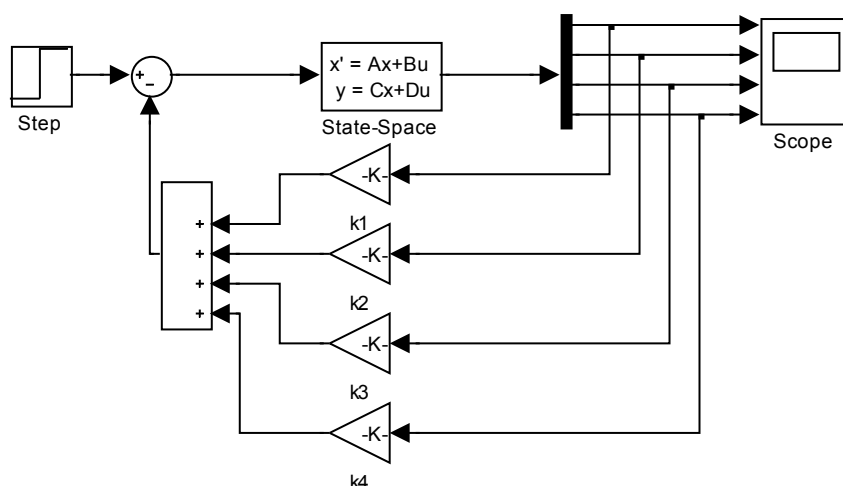 Step
+
−
x' = Ax+Bu
y = Cx+Du
State-Space
Scope
-K-
k1
-K-
k2
-K-
k3
-K-
k4
+
+
+
+